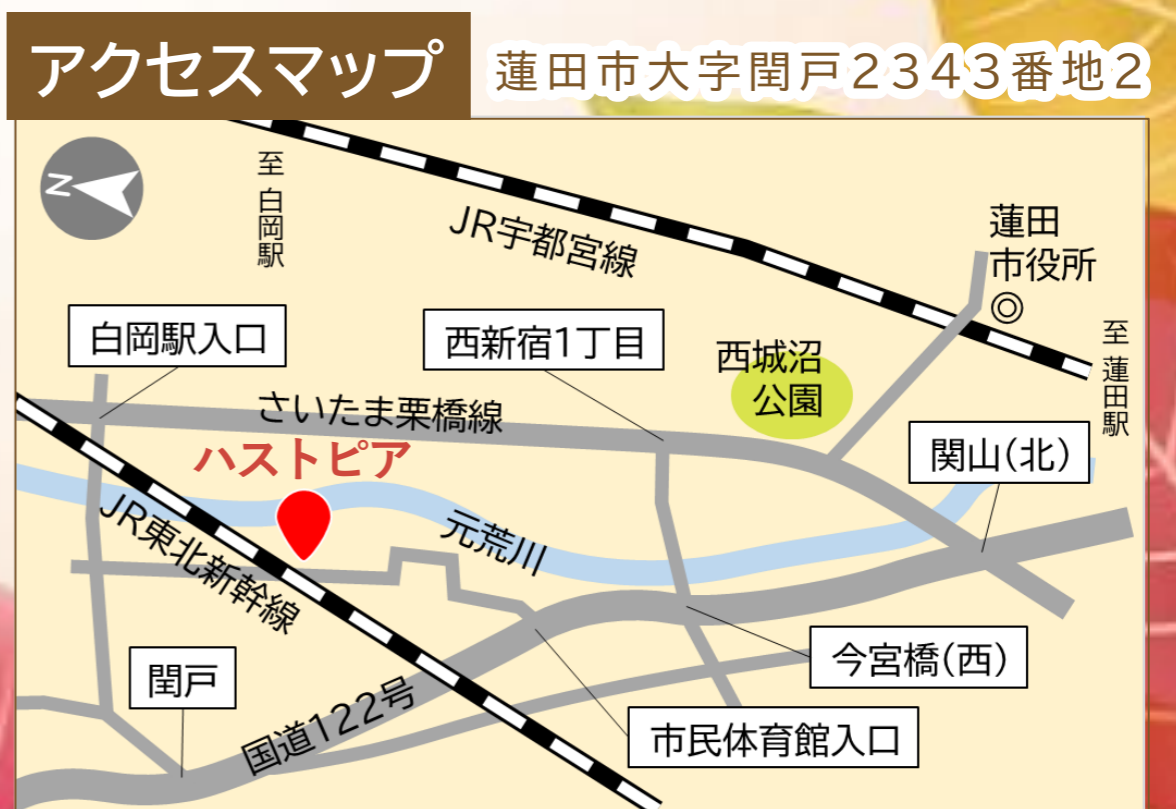 アクセスマップ
蓮田市大字閏戸2343番地2
N
至 白岡駅
JR宇都宮線
蓮田
市役所
至 蓮田駅
白岡駅入口
西新宿1丁目
西城沼
公園
さいたま栗橋線
関山(北)
ハストピア
元荒川
JR東北新幹線
今宮橋(西)
閏戸
国道122号
市民体育館入口